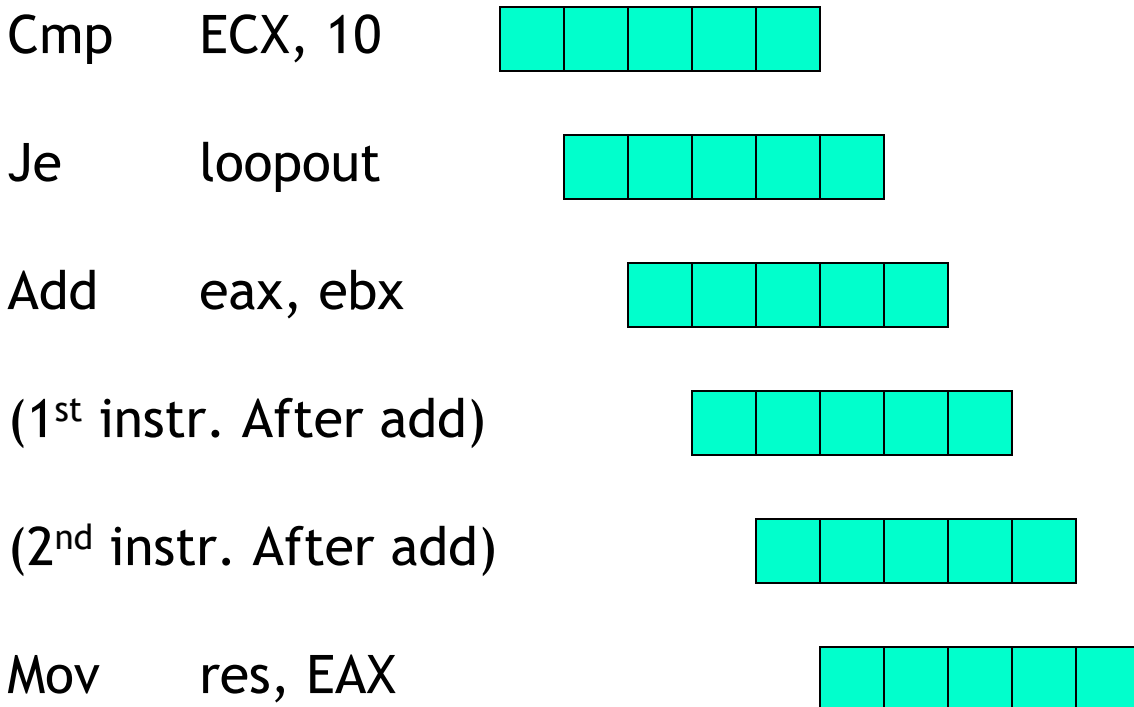 Cmp ECX, 10
Je loopout
Add eax, ebx
(1st instr. After add)
(2nd instr. After add)
Mov res, EAX